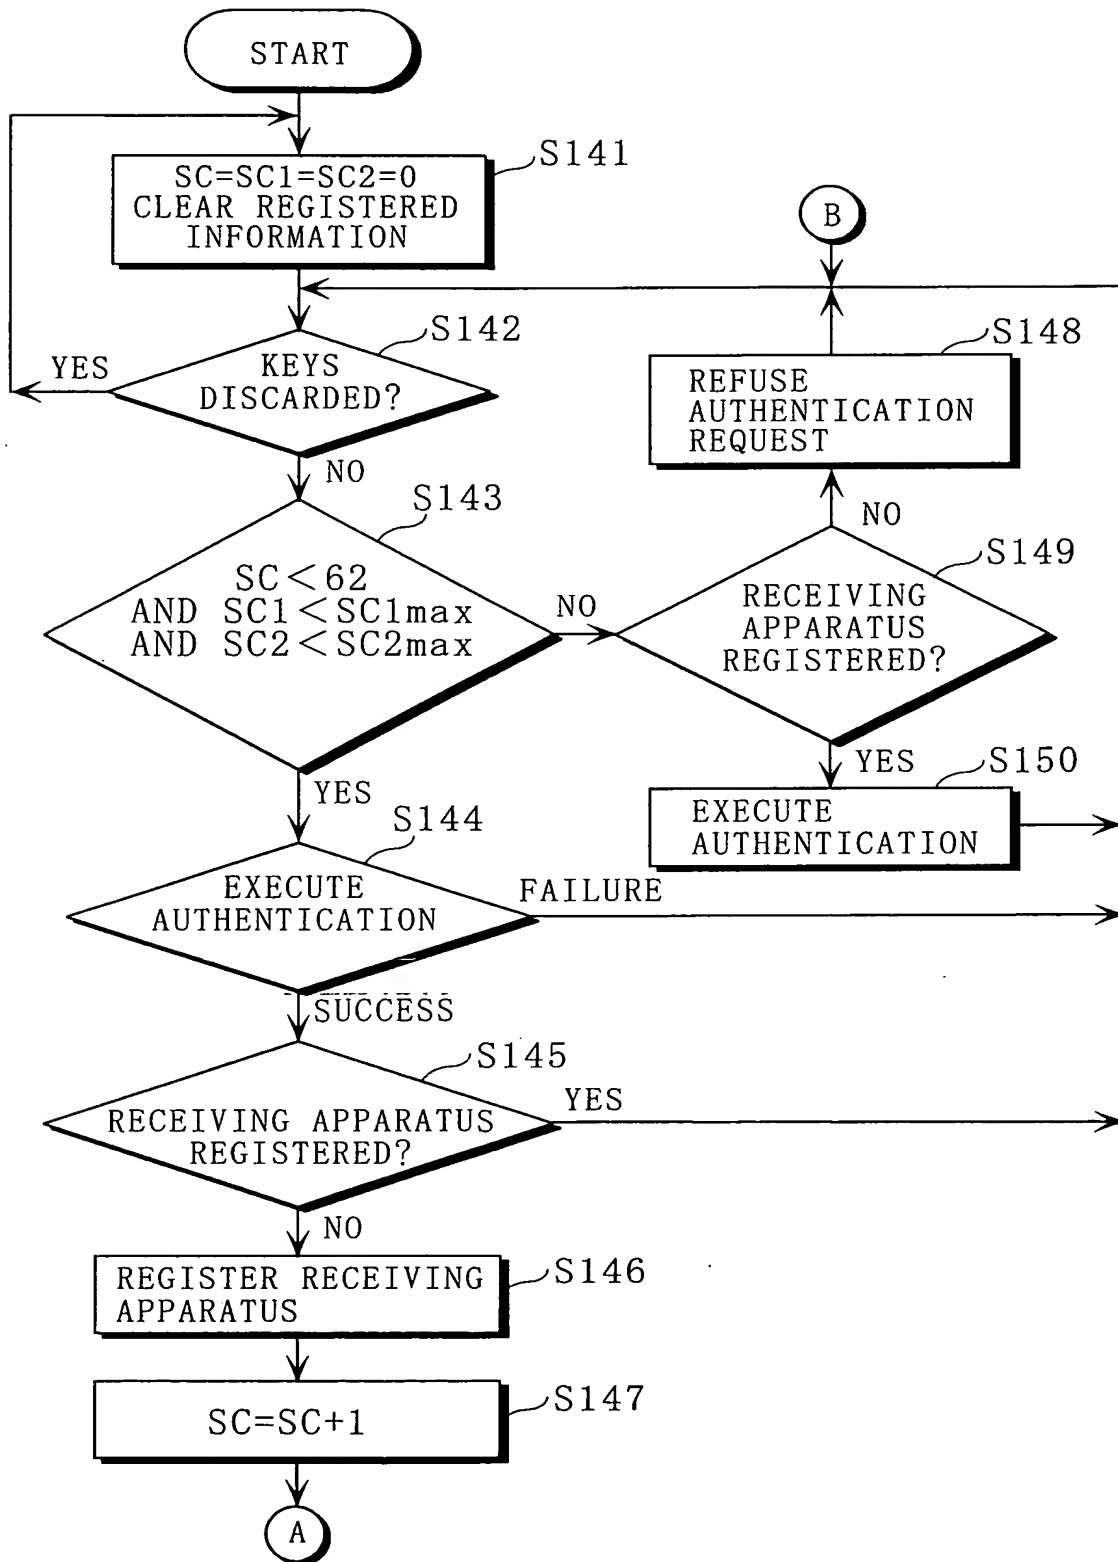 START
S141
SC=SC1=SC2=0
CLEAR REGISTERED
INFORMATION
B
S142
YES
KEYS
DISCARDED?
NO
S148
REFUSE
AUTHENTICATION
REQUEST
NO
S143
SC<62
AND SC1<SC1max
AND SC2<SC2max
NO
S149
RECEIVING
APPARATUS
REGISTERED?
YES
YES
S150
EXECUTE
AUTHENTICATION
S144
EXECUTE
AUTHENTICATION
FAILURE
SUCCESS
S145
RECEIVING APPARATUS
REGISTERED?
YES
NO
S146
REGISTER RECEIVING
APPARATUS
S147
SC=SC+1
A